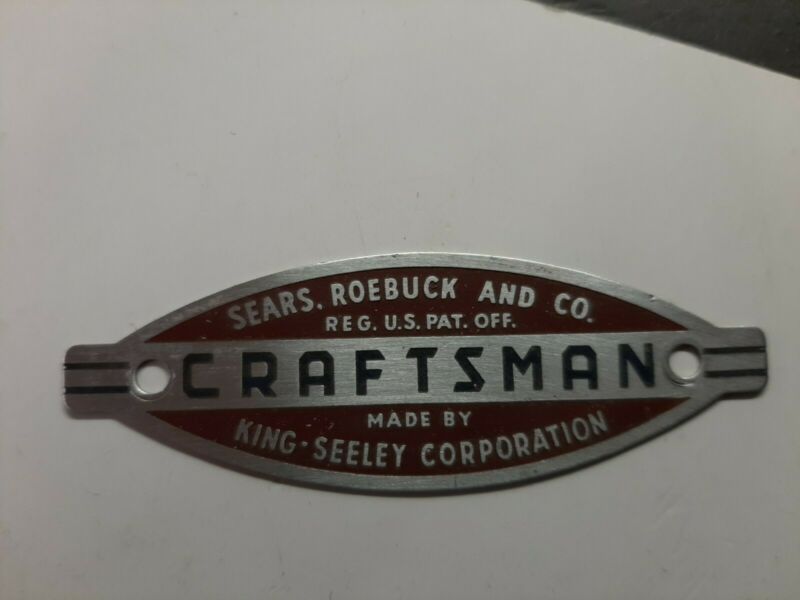 SEARS, ROEBUCK AND CO.
REG. U.S. PAT. OFF.
CRAFTSMAN
MADE BY
KING-SEELEY CORPORATION